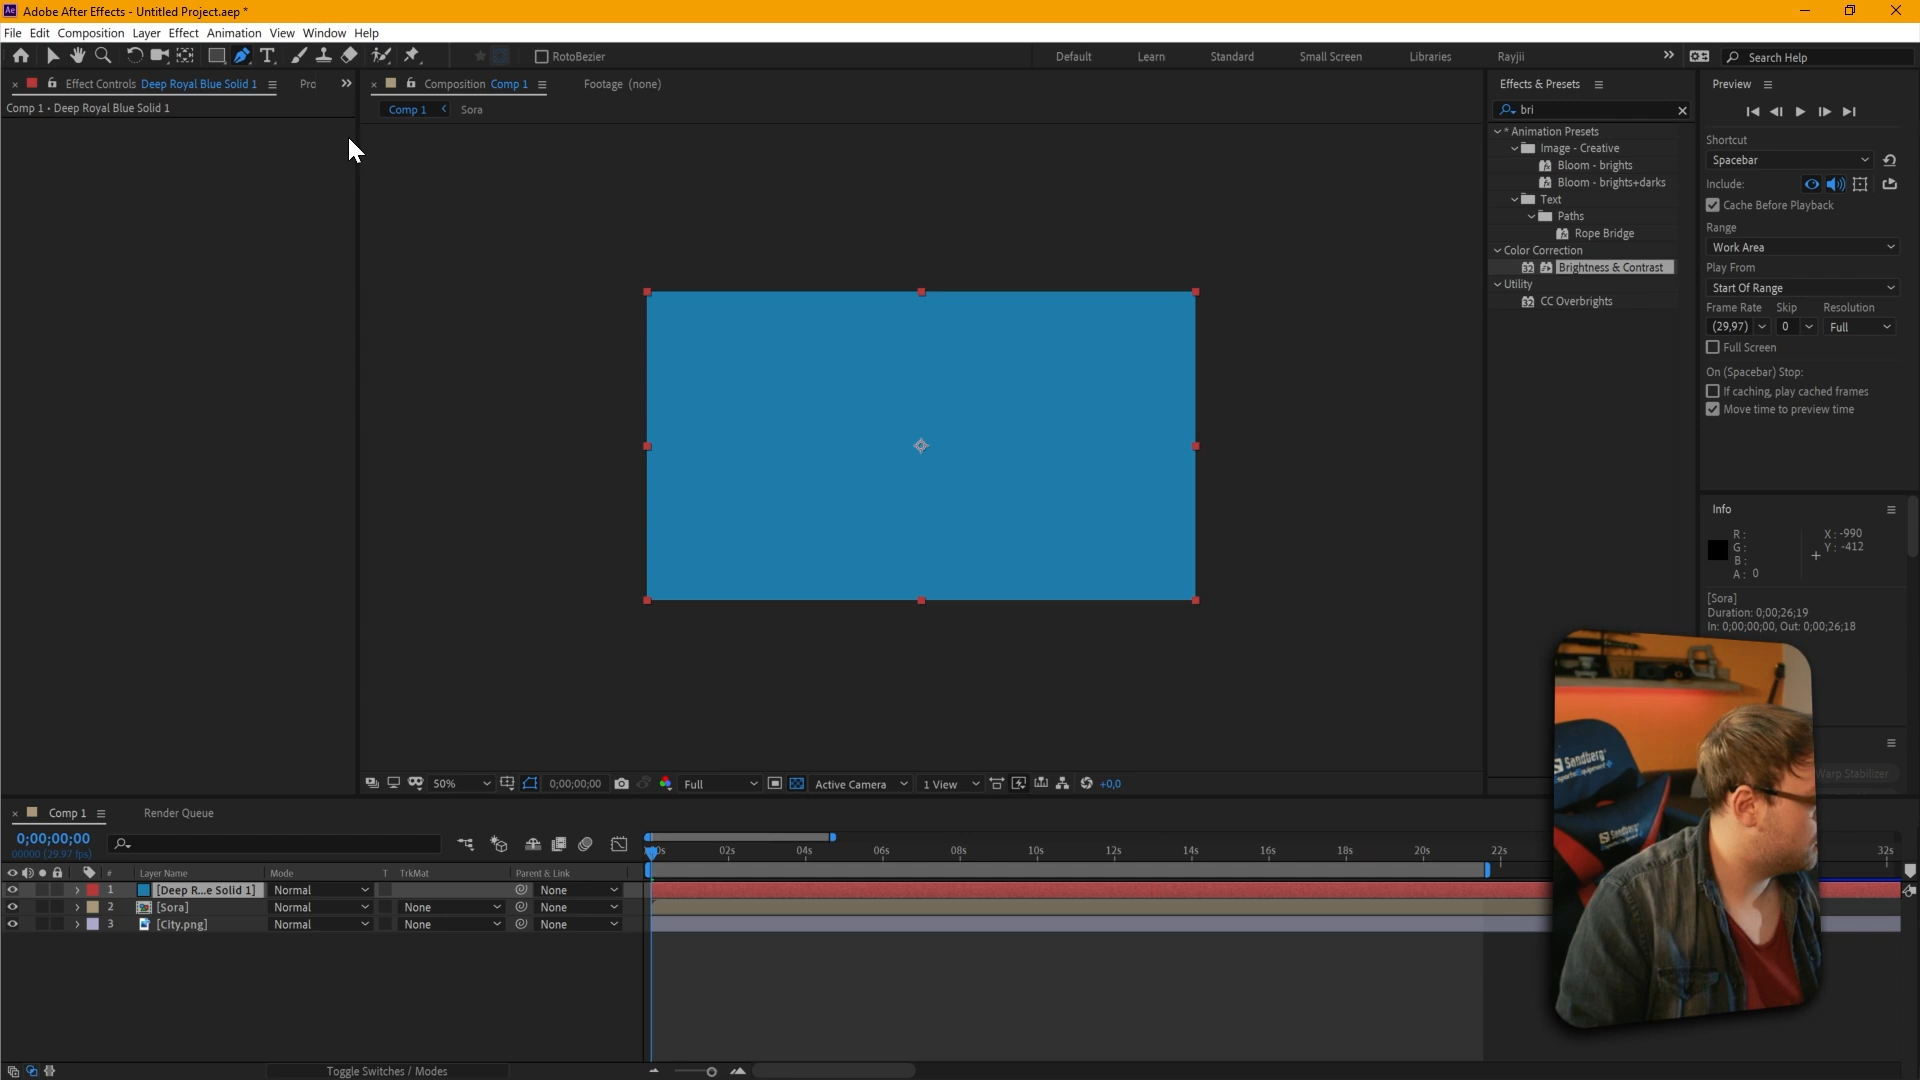 Adobe After Effects - Untitled Project.aep *
File Edit Composition Layer Effect Animation View Window Help
RotoBezier
Default Learn Standard Small Screen Libraries Rayjii
Search Help
Effect Controls Deep Royal Blue Solid 1
Comp 1 • Deep Royal Blue Solid 1
Composition Comp 1
Footage (none)
Comp 1
Sora
Effects & Presets
bri
* Animation Presets
Image - Creative
Bloom - brights
Bloom - brights+darks
Text
Paths
Rope Bridge
Color Correction
32 Brightness & Contrast
Utility
32 CC Overbrights
Preview
Shortcut
Spacebar
Include:
Cache Before Playback
Range
Work Area
Play From
Start Of Range
Frame Rate Skip Resolution
(29,97) 0 Full
Full Screen
On (Spacebar) Stop:
If caching, play cached frames
Move time to preview time
Info
R:
G:
B:
A: 0
X: -990
Y: -412
[Sora]
Duration: 0;00;26;19
In: 0;00;00;00, Out: 0;00;26;18
Warp Stabilizer
Sandberg
Sandberg
50%
0;00;00;00
Full
Active Camera
1 View
+0,0
Comp 1
Render Queue
0;00;00;00
00000 (29.97 fps)
02s 04s 06s 08s 10s 12s 14s 16s 18s 20s 22s 32s
# Layer Name Mode T TrkMat Parent & Link
1 [Deep R...e Solid 1] Normal None
2 [Sora] Normal None None
3 [City.png] Normal None None
Toggle Switches / Modes